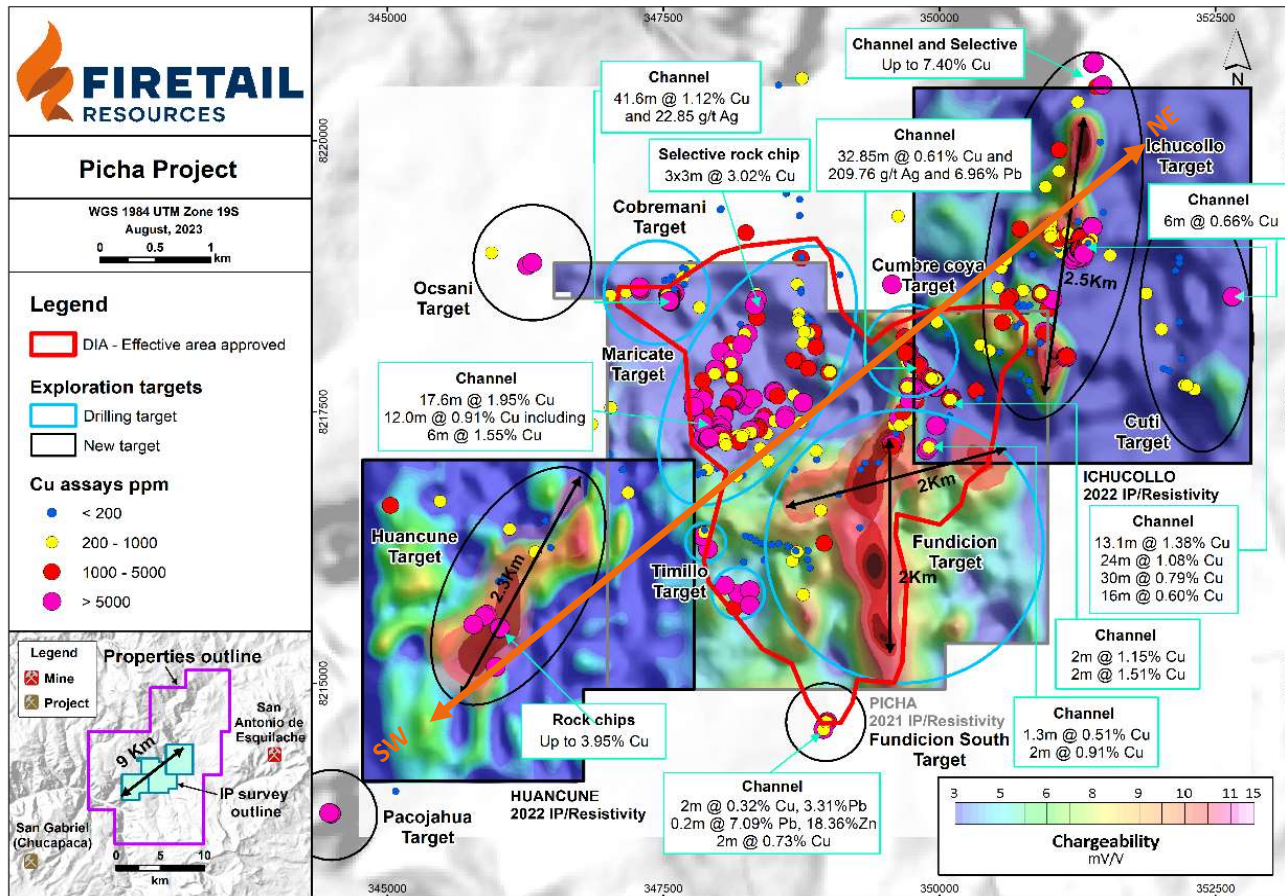 FIRETAIL
RESOURCES
Picha Project
WGS 1984 UTM Zone 19S
August, 2023
0 0.5 1
km
Legend
DIA - Effective area approved
Exploration targets
Drilling target
New target
Cu assays ppm
< 200
200 - 1000
1000 - 5000
> 5000
Legend
Mine
Project
Properties outline
San
Antonio de
Esquilache
9 Km
IP survey
outline
San Gabriel
(Chucapaca)
0 5 10
km
345000 347500 350000 352500
8220000
8217500
8215000
345000 347500 350000 352500
N
Channel
41.6m @ 1.12% Cu
and 22.85 g/t Ag
Channel and Selective
Up to 7.40% Cu
Selective rock chip
3x3m @ 3.02% Cu
Channel
32.85m @ 0.61% Cu and
209.76 g/t Ag and 6.96% Pb
NE
Ichucollo
Target
Channel
6m @ 0.66% Cu
Cobremani
Target
Ocsani
Target
Cumbre coya
Target
2.5Km
Maricate
Target
Channel
17.6m @ 1.95% Cu
12.0m @ 0.91% Cu including
6m @ 1.55% Cu
Cuti
Target
2Km
ICHUCOLLO
2022 IP/Resistivity
Huancune
Target
2.3Km
Fundicion
Target
2Km
Timillo
Target
Channel
13.1m @ 1.38% Cu
24m @ 1.08% Cu
30m @ 0.79% Cu
16m @ 0.60% Cu
Channel
2m @ 1.15% Cu
2m @ 1.51% Cu
SW
Rock chips
Up to 3.95% Cu
PICHA
2021 IP/Resistivity
Fundicion South
Target
Channel
1.3m @ 0.51% Cu
2m @ 0.91% Cu
Channel
2m @ 0.32% Cu, 3.31%Pb
0.2m @ 7.09% Pb, 18.36%Zn
2m @ 0.73% Cu
HUANCUNE
2022 IP/Resistivity
Pacojahua
Target
3 5 6 8 9 10 11 15
Chargeability
mV/V